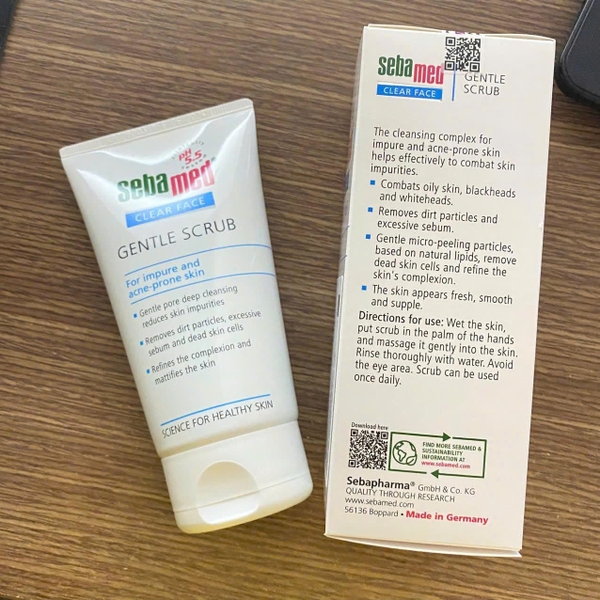 pH
5.5
sebamed®
CLEAR FACE
GENTLE SCRUB
For impure and
acne-prone skin
• Gentle pore deep cleansing
reduces skin impurities
• Removes dirt particles, excessive
sebum and dead skin cells
• Refines the complexion and
mattifies the skin
SCIENCE FOR HEALTHY SKIN
sebamed
CLEAR FACE
GENTLE
SCRUB
The cleansing complex for
impure and acne-prone skin
helps effectively to combat skin
impurities.
▪ Combats oily skin, blackheads
and whiteheads.
▪ Removes dirt particles and
excessive sebum.
▪ Gentle micro-peeling particles,
based on natural lipids, remove
dead skin cells and refine the
skin's complexion.
▪ The skin appears fresh, smooth
and supple.
Directions for use: Wet the skin,
put scrub in the palm of the hands
and massage it gently into the skin.
Rinse thoroughly with water. Avoid
the eye area. Scrub can be used
once daily.
Download here
FIND MORE SEBAMED &
SUSTAINABILITY
INFORMATION AT
www.sebamed.com
Sebapharma® GmbH & Co. KG
QUALITY THROUGH RESEARCH
www.sebamed.com
56136 Boppard • Made in Germany